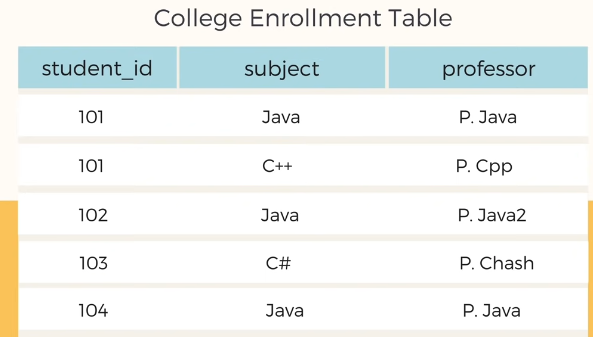 College Enrollment Table
student_id subject professor
101 Java P. Java
101 C++ P. Cpp
102 Java P. Java2
103 C# P. Chash
104 Java P. Java